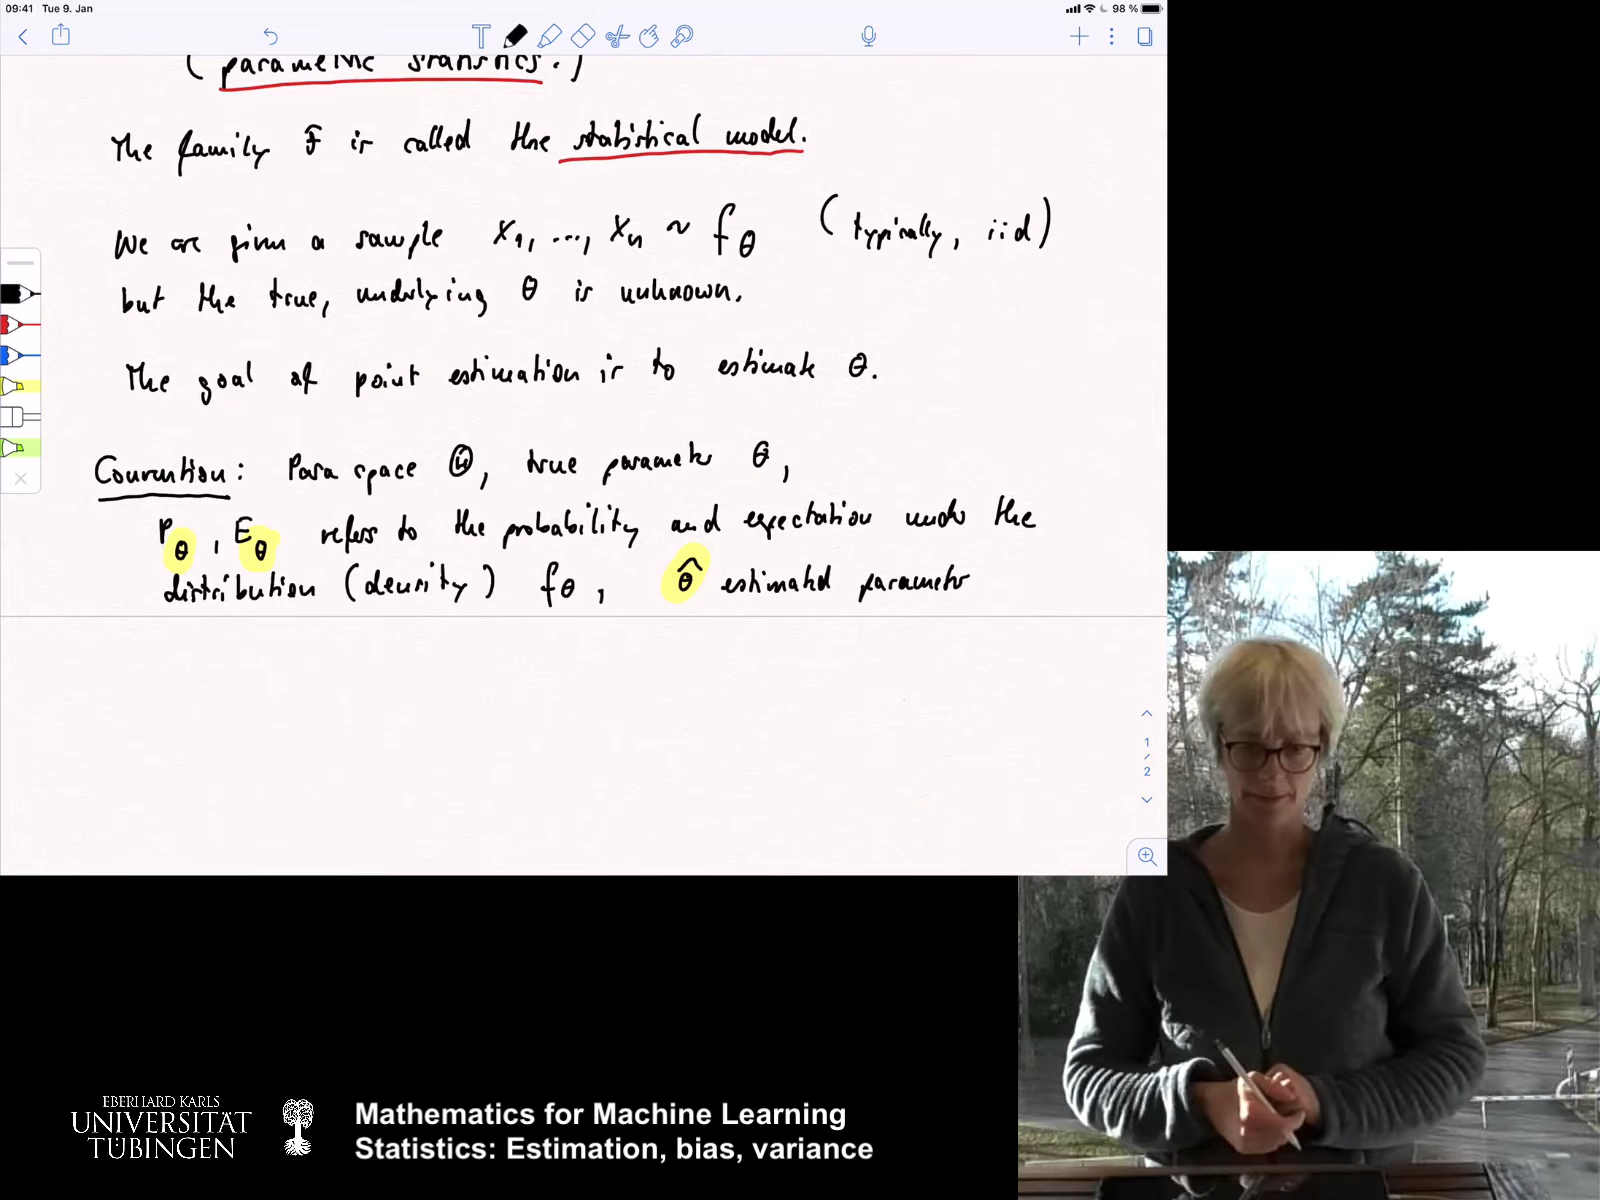 09:41 Tue 9. Jan
98 %
(parametric statistics.)
The family F is called the statistical model.
We are given a sample X1, ..., Xn ~ fθ (typically, iid)
but the true, underlying θ is unknown.
The goal of point estimation is to estimate θ.
Convention: Para space Θ, true parameter θ,
Pθ, Eθ refers to the probability and expectation under the
distribution (density) fθ, θ̂ estimated parameter
1
/
2
EBERHARD KARLS
UNIVERSITÄT
TÜBINGEN
Mathematics for Machine Learning
Statistics: Estimation, bias, variance